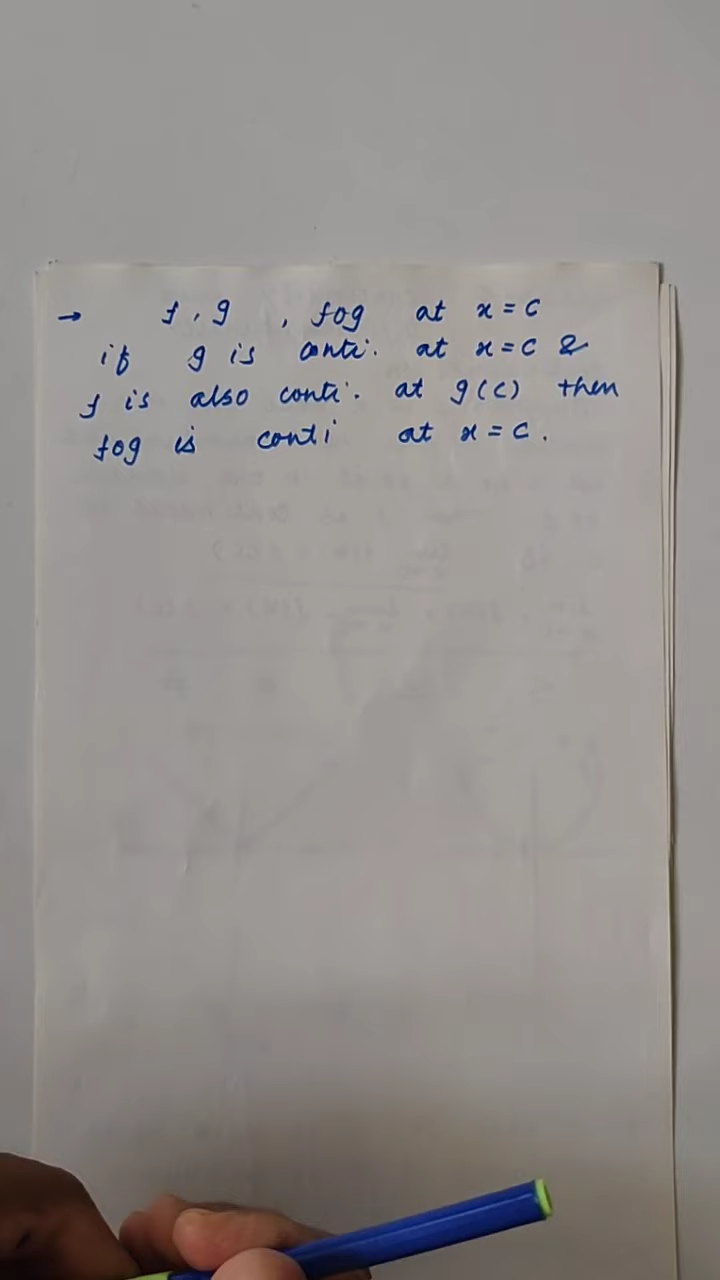 → f, g , fog at x = c
if g is conti. at x = c &
f is also conti. at g(c) then
fog is conti at x = c.